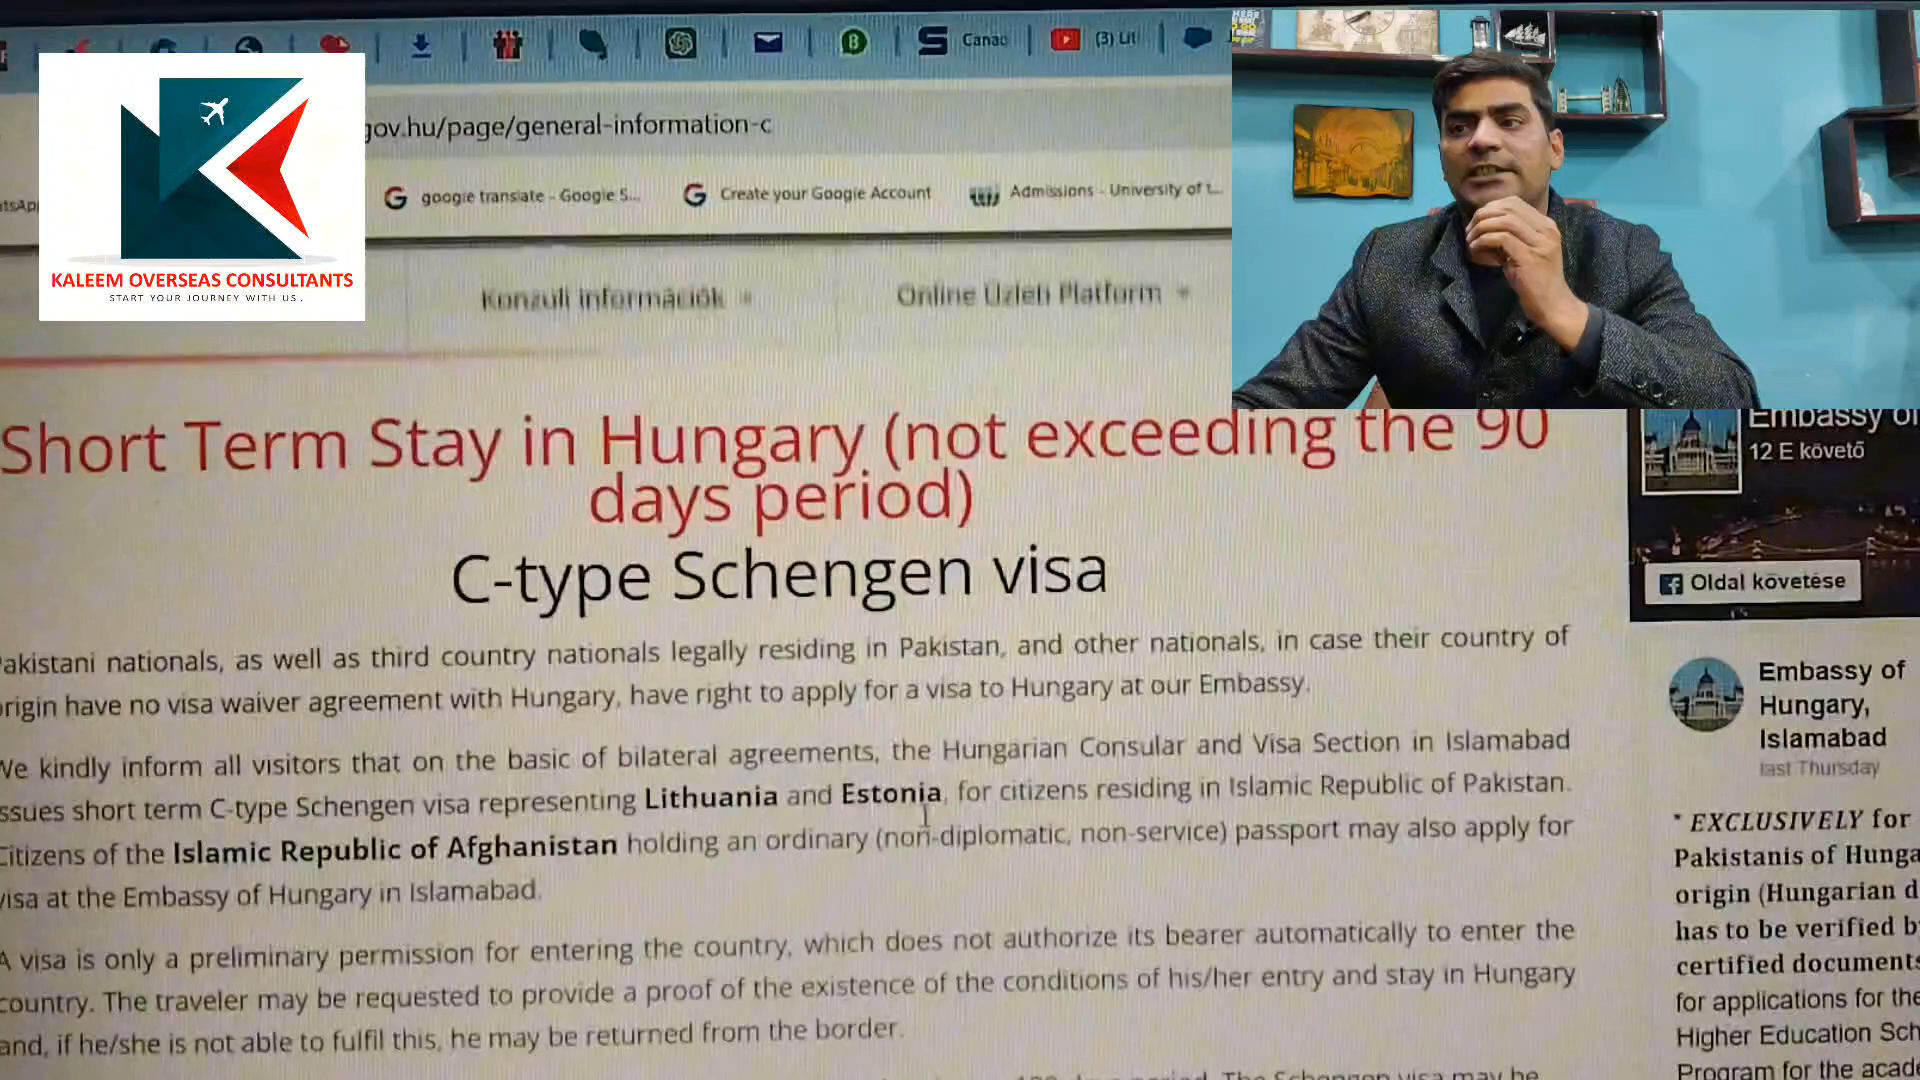 Canad
(3) Lit
gov.hu/page/general-information-c
google translate - Google S...
Create your Google Account
Admissions - University of t...
KALEEM OVERSEAS CONSULTANTS
START YOUR JOURNEY WITH US.
Konzuli információk
Online Üzleti Platform
Short Term Stay in Hungary (not exceeding the 90
days period)
C-type Schengen visa
akistani nationals, as well as third country nationals legally residing in Pakistan, and other nationals, in case their country of
origin have no visa waiver agreement with Hungary, have right to apply for a visa to Hungary at our Embassy.
We kindly inform all visitors that on the basic of bilateral agreements, the Hungarian Consular and Visa Section in Islamabad
issues short term C-type Schengen visa representing Lithuania and Estonia, for citizens residing in Islamic Republic of Pakistan.
Citizens of the Islamic Republic of Afghanistan holding an ordinary (non-diplomatic, non-service) passport may also apply for
visa at the Embassy of Hungary in Islamabad.
A visa is only a preliminary permission for entering the country, which does not authorize its bearer automatically to enter the
country. The traveler may be requested to provide a proof of the existence of the conditions of his/her entry and stay in Hungary
and, if he/she is not able to fulfil this, he may be returned from the border.
Embassy of
12 E követő
Oldal követése
Embassy of
Hungary,
Islamabad
last Thursday
* EXCLUSIVELY for
Pakistanis of Hunga
origin (Hungarian d
has to be verified by
certified documents
for applications for the
Higher Education Sch
Program for the acade